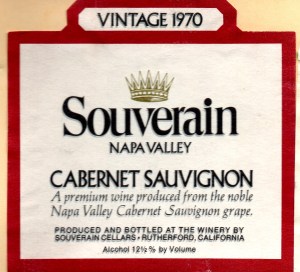 VINTAGE 1970
Souverain
NAPA VALLEY
CABERNET SAUVIGNON
A premium wine produced from the noble
Napa Valley Cabernet Sauvignon grape.
PRODUCED AND BOTTLED AT THE WINERY BY
SOUVERAIN CELLARS • RUTHERFORD, CALIFORNIA
Alcohol 12½% by Volume